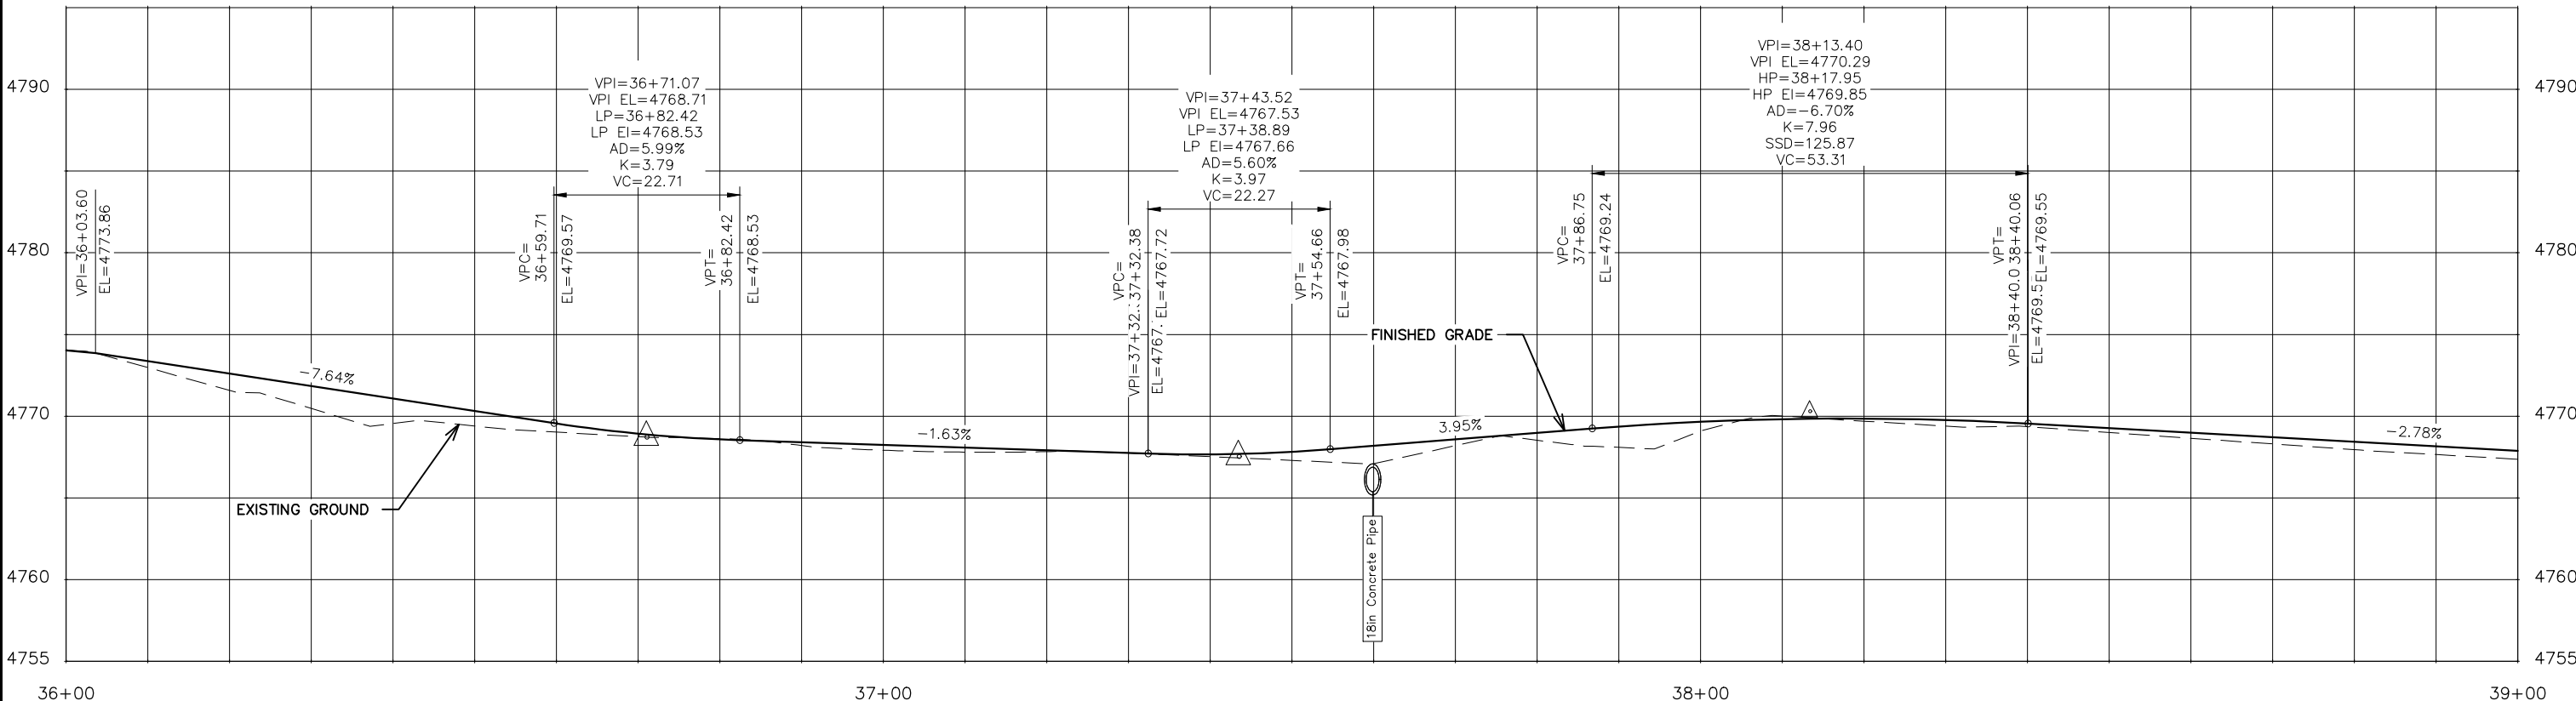 VPI=38+13.40
VPI EL=4770.29
HP=38+17.95
HP El=4769.85
AD=-6.70%
K=7.96
SSD=125.87
VC=53.31
VPI=36+71.07
VPI EL=4768.71
LP=36+82.42
LP El=4768.53
AD=5.99%
K=3.79
VC=22.71
VPI=37+43.52
VPI EL=4767.53
LP=37+38.89
LP El=4767.66
AD=5.60%
K=3.97
VC=22.27
4790
4790
4780
4780
4770
4770
4760
4760
4755
4755
VPI=36+03.60
EL=4773.86
VPC=
36+59.71
EL=4769.57
VPT=
36+82.42
EL=4768.53
VPC=
37+32.38
EL=4767.72
VPI=37+32.
EL=4767.
VPT=
37+54.66
EL=4767.98
VPC=
37+86.75
EL=4769.24
VPT=
38+40.06
EL=4769.55
VPI=38+40.0
EL=4769.5
FINISHED GRADE
-7.64%
-1.63%
3.95%
-2.78%
EXISTING GROUND
18in Concrete Pipe
36+00
37+00
38+00
39+00